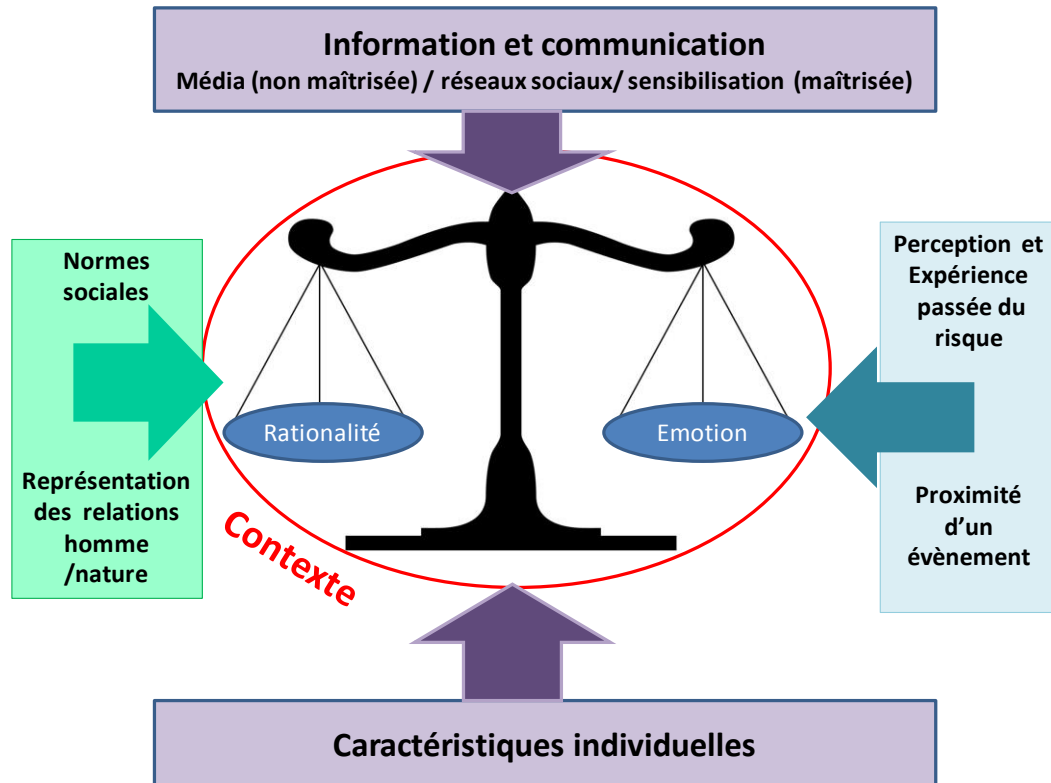 Information et communication
Média (non maîtrisée) / réseaux sociaux/ sensibilisation (maîtrisée)
Normes
sociales
Représentation
des relations
homme
/nature
Rationalité
Emotion
Contexte
Perception et
Expérience
passée du
risque
Proximité
d’un
évènement
Caractéristiques individuelles